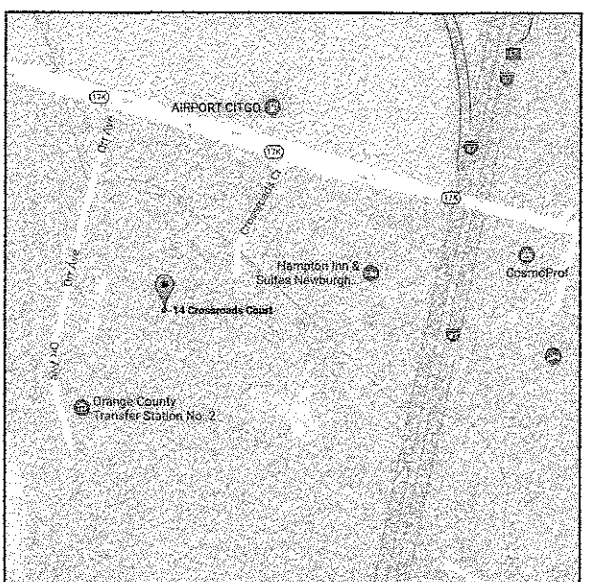 17K
AIRPORT CITGO
Orr Ave
17K
Crossroads Ct
17K
Orr Ave
Hampton Inn &
Suites Newburgh...
CosmoProf
14 Crossroads Court
Orr Ave
Orange County
Transfer Station No. 2